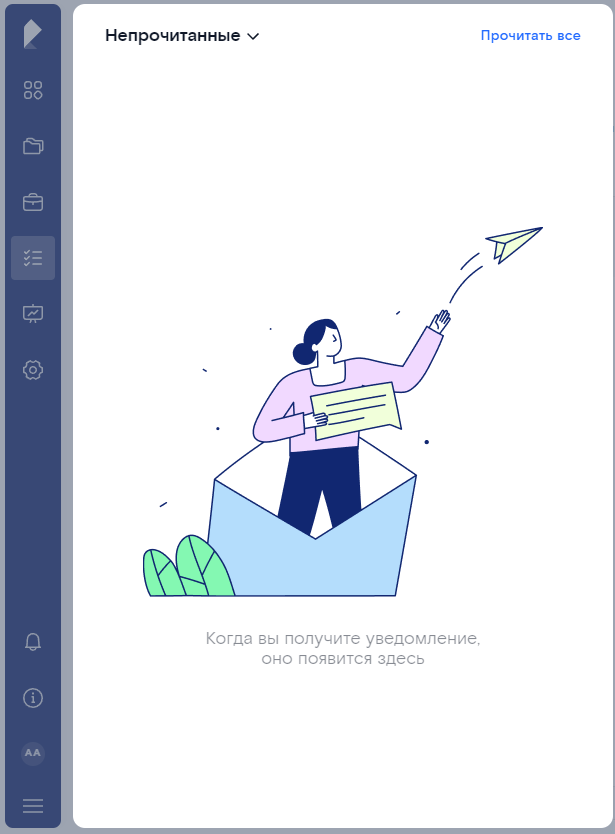 Непрочитанные
Прочитать все
AA
Когда вы получите уведомление,
оно появится здесь